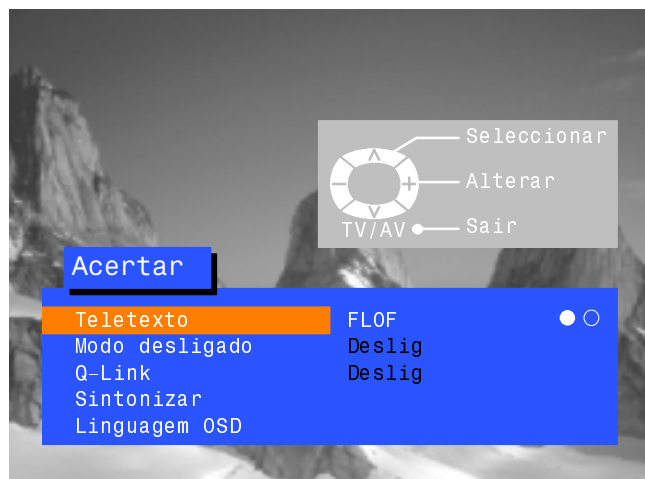 Seleccionar
Alterar
TV/AV Sair
Acertar
Teletexto FLOF
Modo desligado Deslig
Q-Link Deslig
Sintonizar
Linguagem OSD